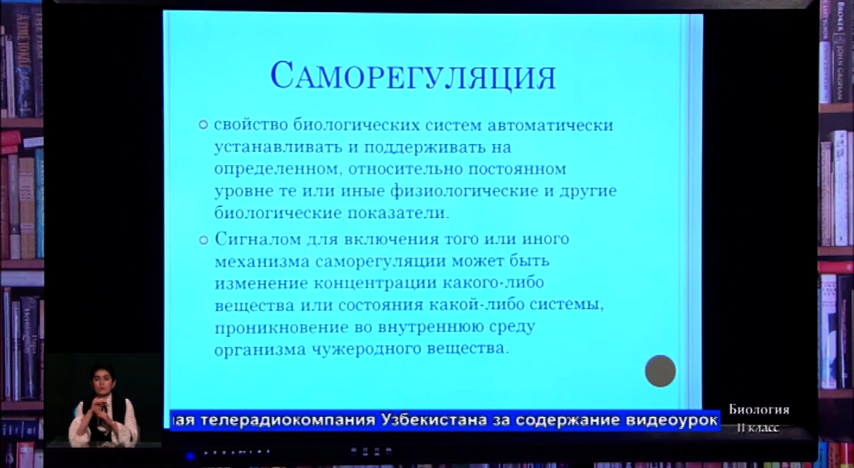 САМОРЕГУЛЯЦИЯ
свойство биологических систем автоматически
устанавливать и поддерживать на
определенном, относительно постоянном
уровне те или иные физиологические и другие
биологические показатели.
Сигналом для включения того или иного
механизма саморегуляции может быть
изменение концентрации какого-либо
вещества или состояния какой-либо системы,
проникновение во внутреннюю среду
организма чужеродного вещества.
телерадиокомпания Узбекистана за содержание видеоурок
Биология
11 класс